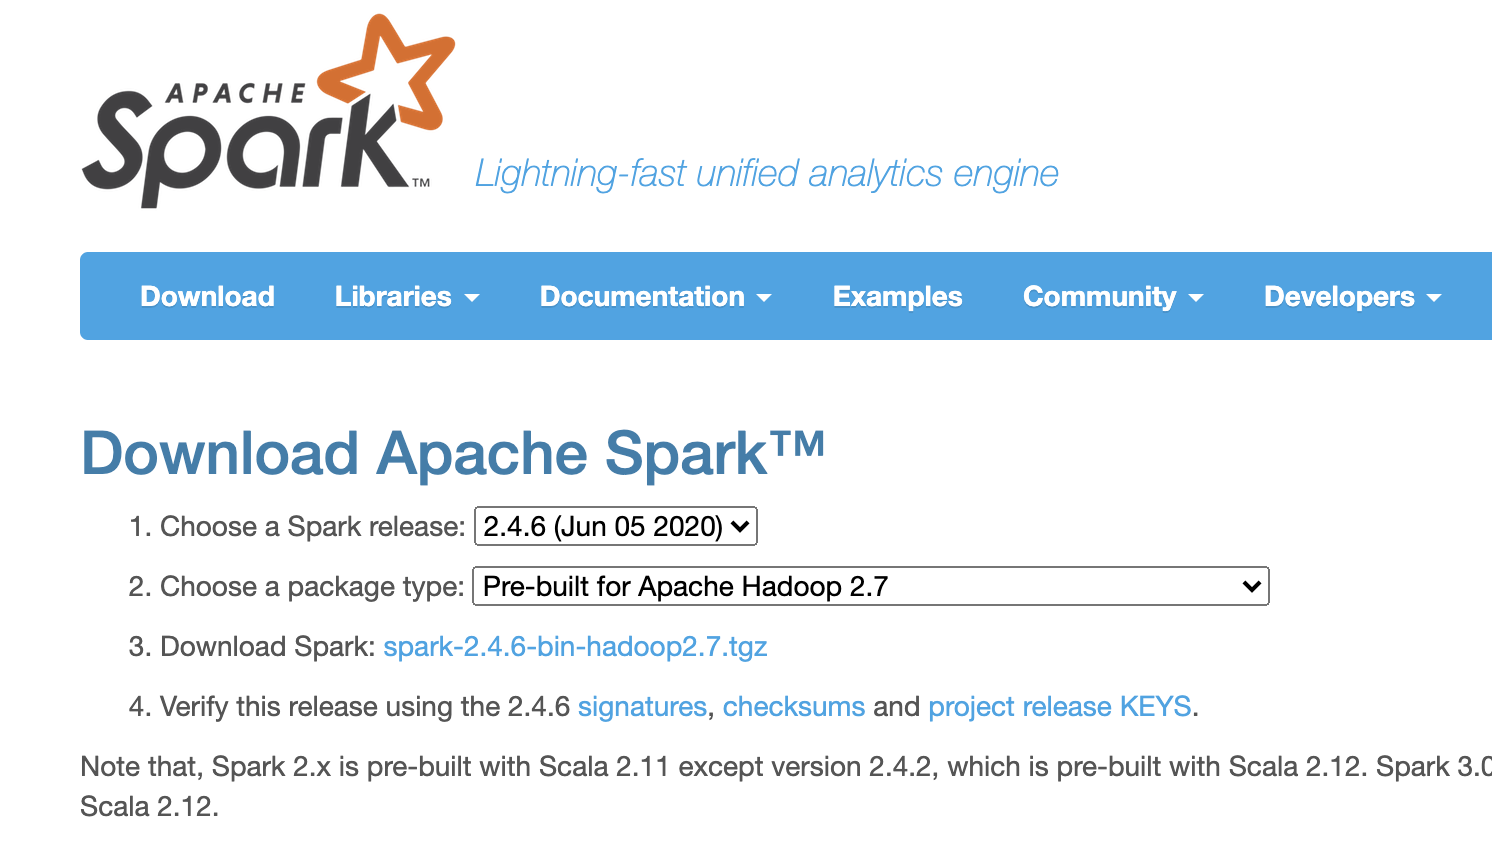 APACHE
Spark™
Lightning-fast unified analytics engine
Download Libraries Documentation Examples Community Developers
Download Apache Spark™
1. Choose a Spark release: 2.4.6 (Jun 05 2020)
2. Choose a package type: Pre-built for Apache Hadoop 2.7
3. Download Spark: spark-2.4.6-bin-hadoop2.7.tgz
4. Verify this release using the 2.4.6 signatures, checksums and project release KEYS.
Note that, Spark 2.x is pre-built with Scala 2.11 except version 2.4.2, which is pre-built with Scala 2.12. Spark 3.0
Scala 2.12.